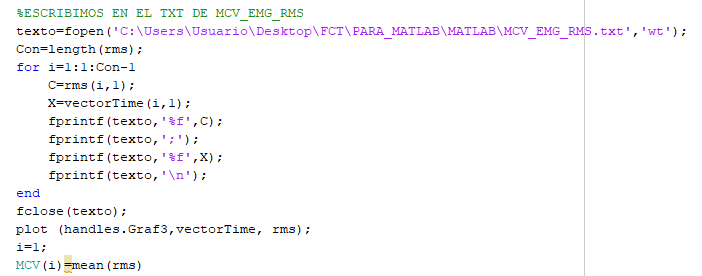 %ESCRIBIMOS EN EL TXT DE MCV_EMG_RMS
texto=fopen('C:\Users\Usuario\Desktop\FCT\PARA_MATLAB\MATLAB\MCV_EMG_RMS.txt','wt');
Con=length(rms);
for i=1:1:Con-1
    C=rms(i,1);
    X=vectorTime(i,1);
    fprintf(texto,'%f',C);
    fprintf(texto,';');
    fprintf(texto,'%f',X);
    fprintf(texto,'\n');
end
fclose(texto);
plot (handles.Graf3,vectorTime, rms);
i=1;
MCV(i)=mean(rms)